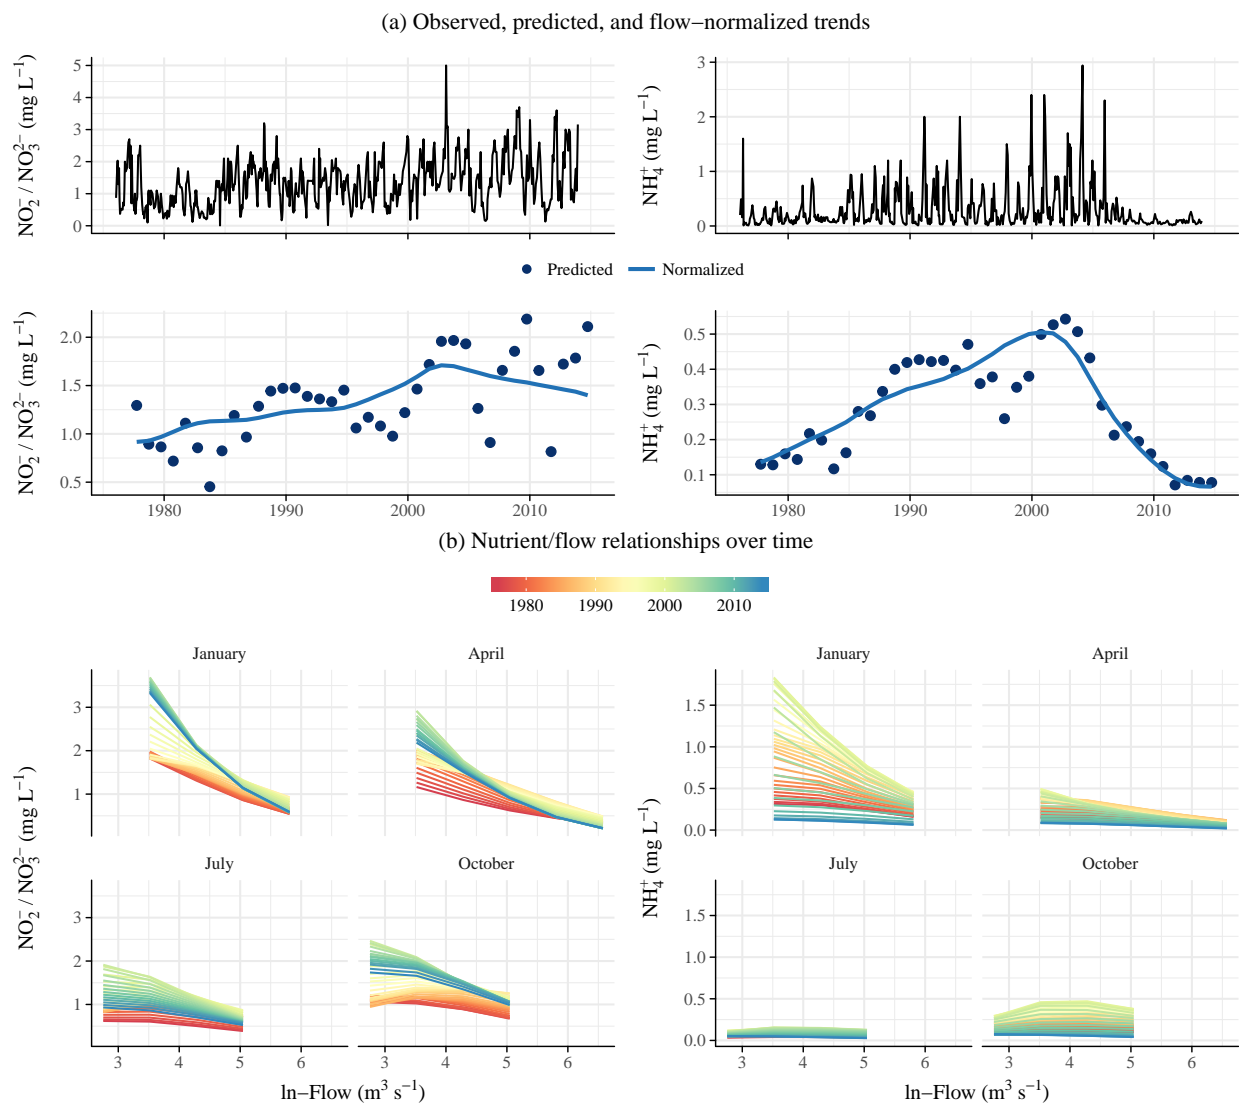 (a) Observed, predicted, and flow−normalized trends
NO₂⁻ / NO₃²⁻ (mg L⁻¹)
5
4
3
2
1
0
NH₄⁺ (mg L⁻¹)
3
2
1
0
Predicted Normalized
NO₂⁻ / NO₃²⁻ (mg L⁻¹)
2.0
1.5
1.0
0.5
1980 1990 2000 2010
NH₄⁺ (mg L⁻¹)
0.5
0.4
0.3
0.2
0.1
1980 1990 2000 2010
(b) Nutrient/flow relationships over time
1980 1990 2000 2010
NO₂⁻ / NO₃²⁻ (mg L⁻¹)
January April
3
2
1
July October
3
2
1
3 4 5 6 3 4 5 6
ln−Flow (m³ s⁻¹)
NH₄⁺ (mg L⁻¹)
January April
1.5
1.0
0.5
0.0
July October
1.5
1.0
0.5
0.0
3 4 5 6 3 4 5 6
ln−Flow (m³ s⁻¹)